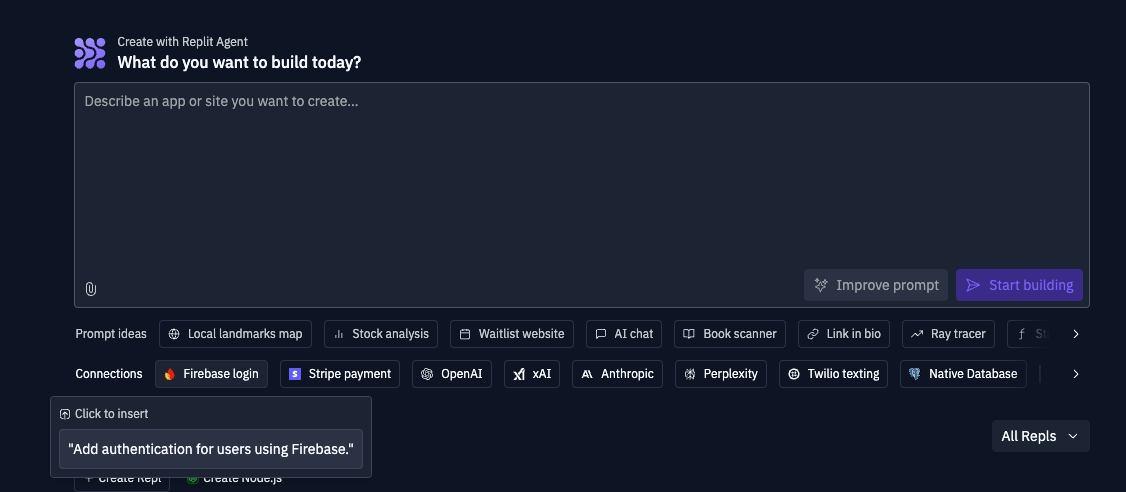 Create with Replit Agent
What do you want to build today?
Describe an app or site you want to create...
Improve prompt
Start building
Prompt ideas
Local landmarks map
Stock analysis
Waitlist website
AI chat
Book scanner
Link in bio
Ray tracer
Connections
Firebase login
Stripe payment
OpenAI
xAI
Anthropic
Perplexity
Twilio texting
Native Database
Click to insert
"Add authentication for users using Firebase."
All Repls
Create Repl
Create Node.js